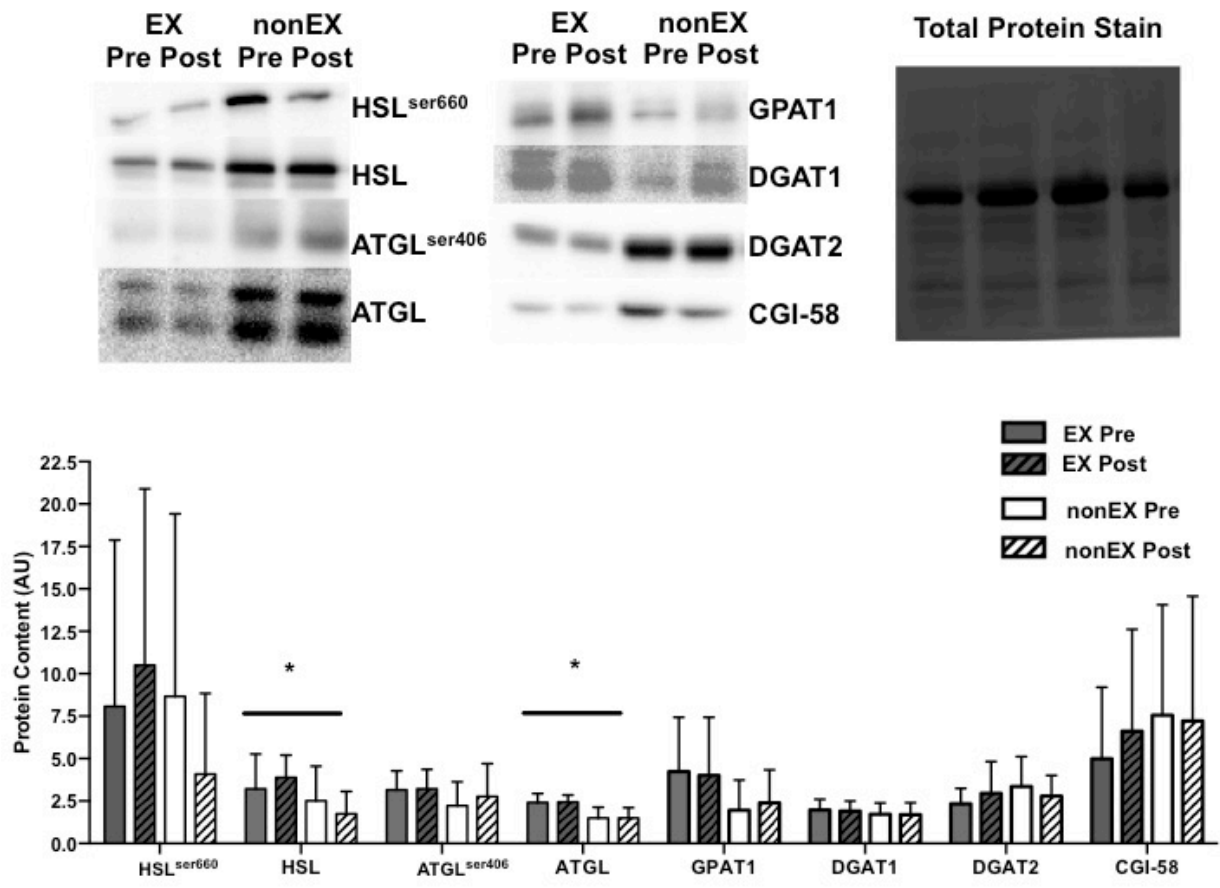 EX nonEX
Pre Post Pre Post
HSLser660
HSL
ATGLser406
ATGL
EX nonEX
Pre Post Pre Post
GPAT1
DGAT1
DGAT2
CGI-58
Total Protein Stain
EX Pre
EX Post
nonEX Pre
nonEX Post
Protein Content (AU)
22.5
20.0
17.5
15.0
12.5
10.0
7.5
5.0
2.5
0.0
* *
HSLser660 HSL ATGLser406 ATGL GPAT1 DGAT1 DGAT2 CGI-58